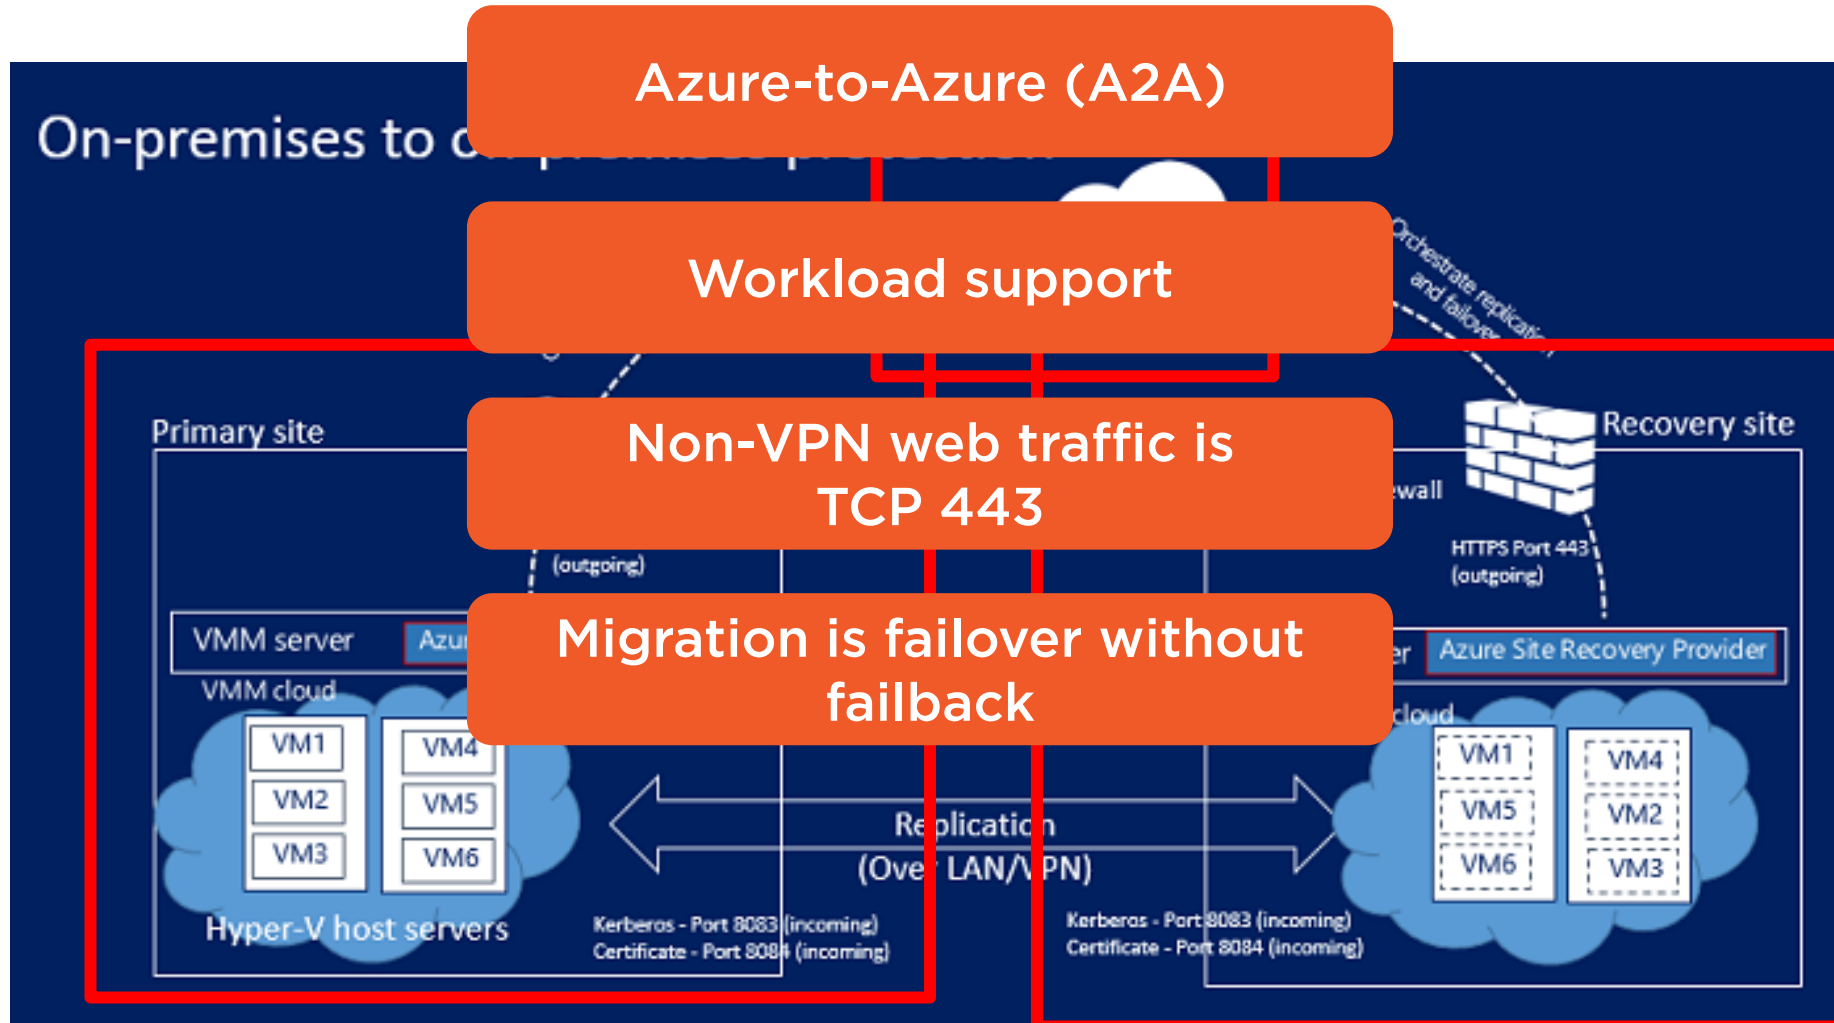 Azure-to-Azure (A2A)
On-premises to
Workload support
Orchestrate replication
and failover
Non-VPN web traffic is
TCP 443
Migration is failover without
failback
Primary site
(outgoing)
VMM server
VMM cloud
VM1
VM2
VM3
VM4
VM5
VM6
Hyper-V host servers
Replication
(Over LAN/VPN)
Kerberos - Port 8083 (incoming)
Certificate - Port 8084 (incoming)
Kerberos - Port 8083 (incoming)
Certificate - Port 8084 (incoming)
Recovery site
HTTPS Port 443
(outgoing)
Azure Site Recovery Provider
cloud
VM1
VM5
VM6
VM4
VM2
VM3